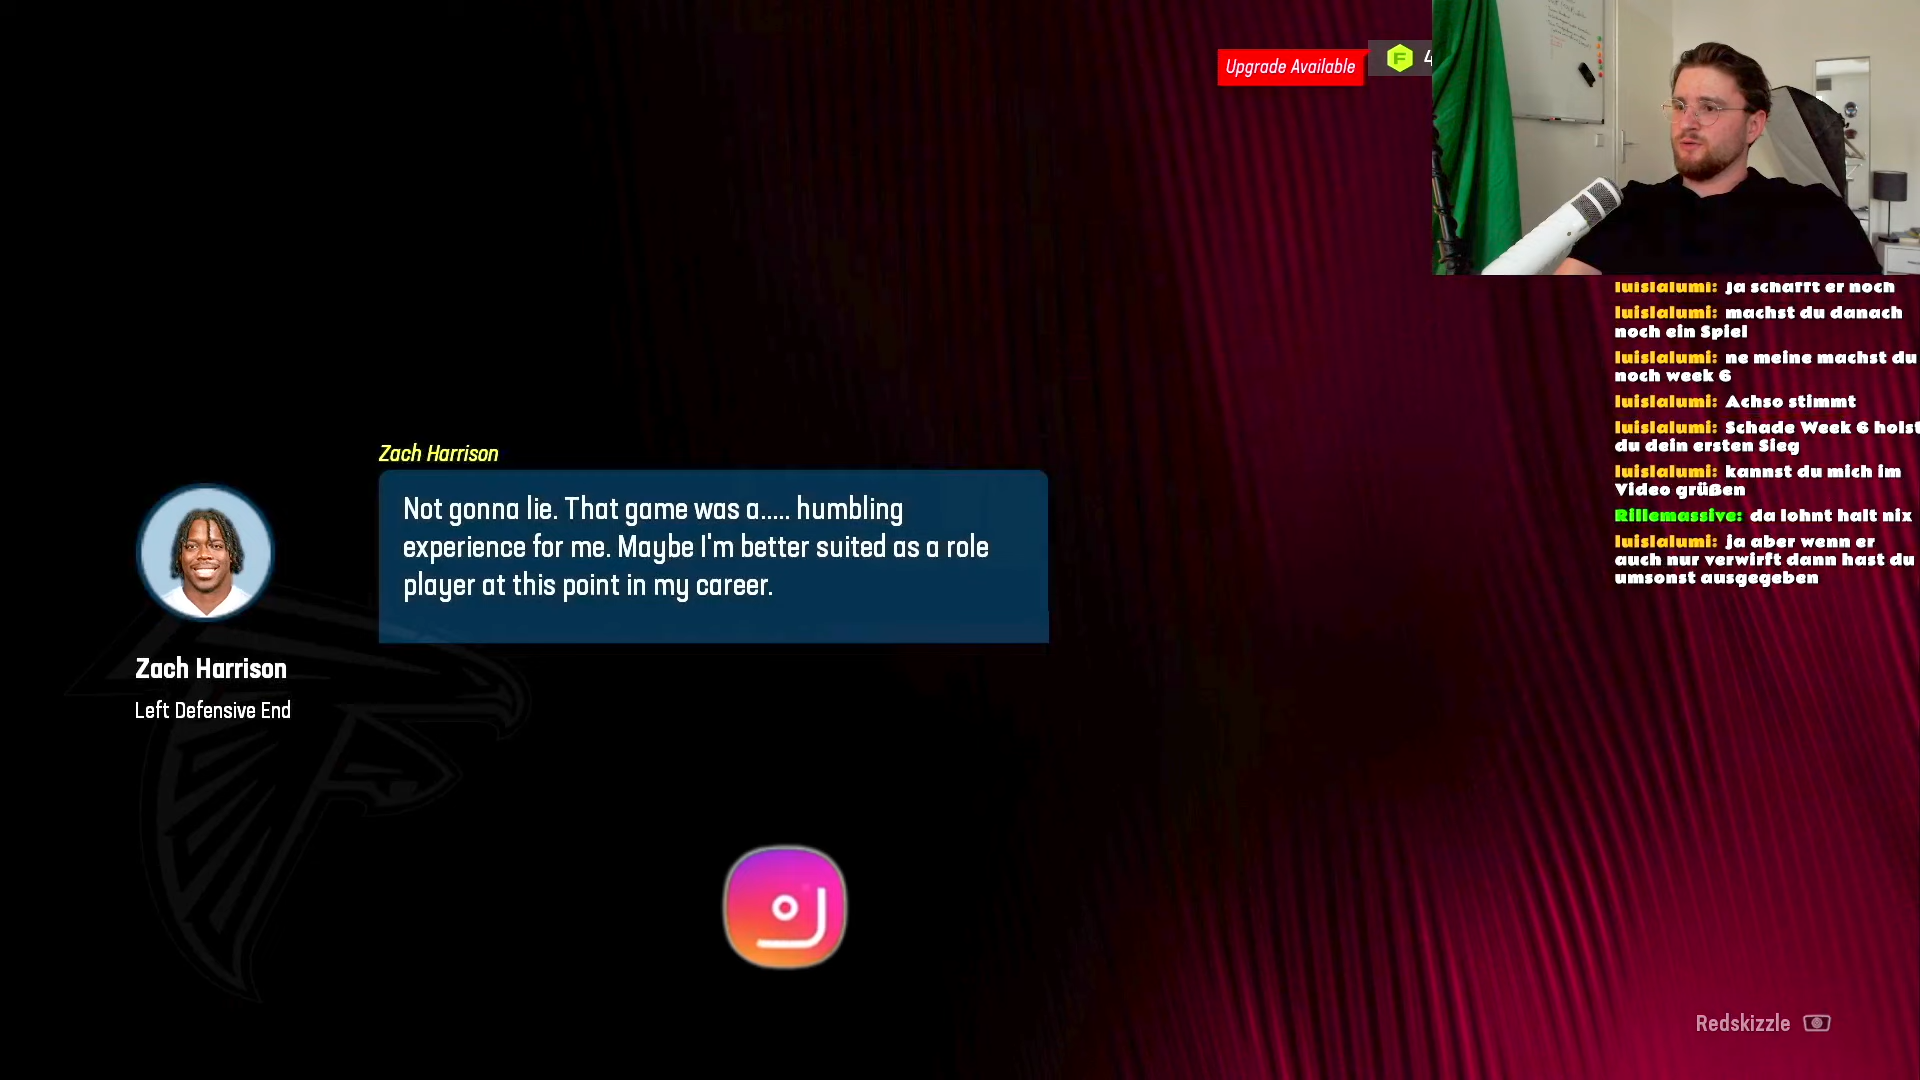 Upgrade Available
F 4
luislalumi: ja schafft er noch
luislalumi: machst du danach
noch ein Spiel
luislalumi: ne meine machst du
noch week 6
luislalumi: Achso stimmt
luislalumi: Schade Week 6 holst
du dein ersten Sieg
luislalumi: kannst du mich im
Video grüßen
Rillemassive: da lohnt halt nix
luislalumi: ja aber wenn er
auch nur verwirft dann hast du
umsonst ausgegeben
Zach Harrison
Not gonna lie. That game was a..... humbling
experience for me. Maybe I'm better suited as a role
player at this point in my career.
Zach Harrison
Left Defensive End
Redskizzle